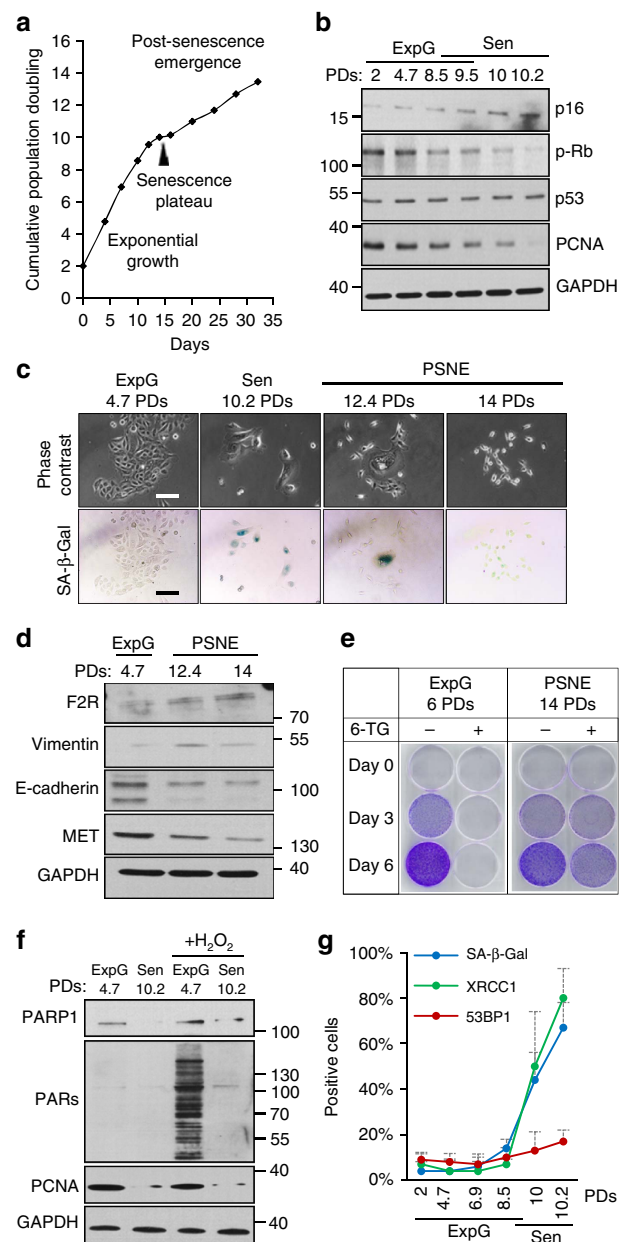 a
Cumulative population doubling
16
14
12
10
8
6
4
2
0
Post-senescence
emergence
Senescence
plateau
Exponential
growth
0 5 10 15 20 25 30 35
Days
b
ExpG Sen
PDs: 2 4.7 8.5 9.5 10 10.2
15 p16
100 p-Rb
55 p53
40 PCNA
40 GAPDH
c
ExpG Sen PSNE
4.7 PDs 10.2 PDs 12.4 PDs 14 PDs
Phase
contrast
SA-β-Gal
d
ExpG PSNE
PDs: 4.7 12.4 14
F2R 70
Vimentin 55
E-cadherin 100
MET 130
GAPDH 40
e
ExpG PSNE
6 PDs 14 PDs
6-TG – + – +
Day 0
Day 3
Day 6
f
+H₂O₂
ExpG Sen ExpG Sen
PDs: 4.7 10.2 4.7 10.2
PARP1 100
PARs
130
100
70
55
PCNA 40
GAPDH 40
g
Positive cells
100%
80%
60%
40%
20%
0%
SA-β-Gal
XRCC1
53BP1
2 4.7 6.9 8.5 10 10.2 PDs
ExpG Sen